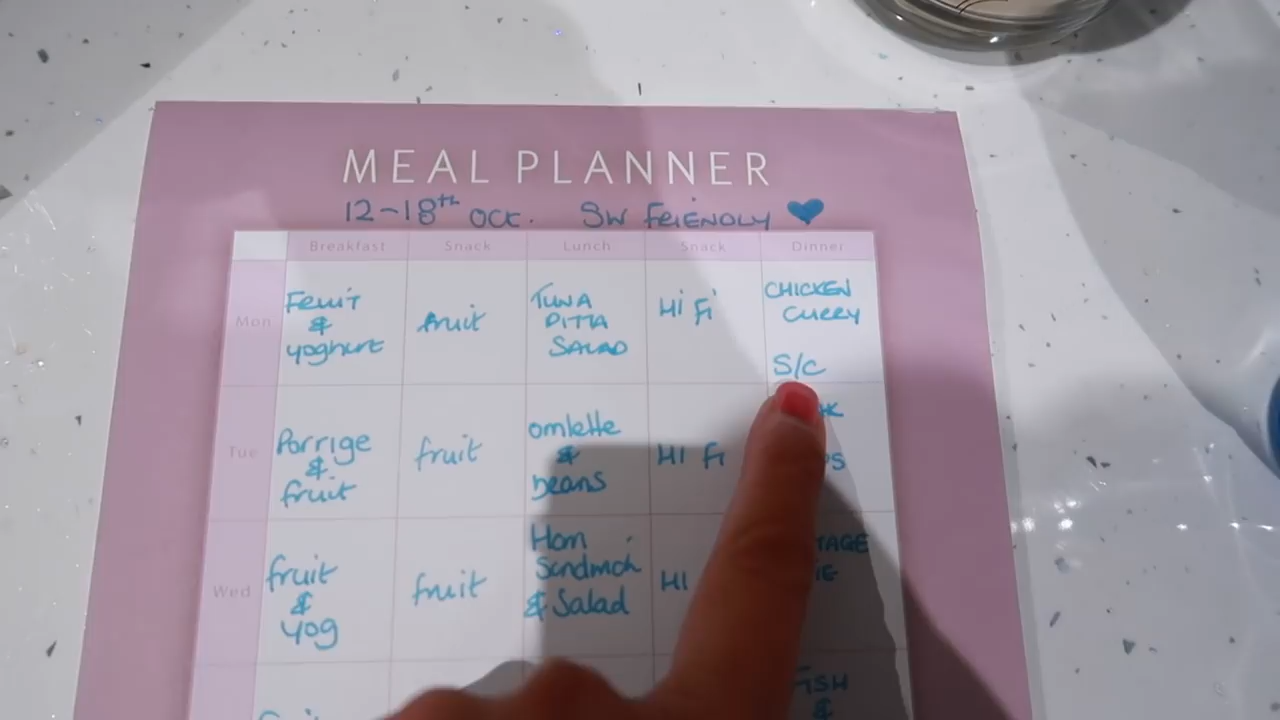 MEAL PLANNER
12-18th OCT. SW FRIENDLY
Breakfast Snack Lunch Snack Dinner
Mon
Fruit
&
yoghurt
fruit
TUNA
PITTA
SALAD
Hi Fi
CHICKEN
CURRY
S/C
Tue
Porrige
&
fruit
fruit
omlette
&
beans
HI Fi
Wed
fruit
&
yog
fruit
Ham
Sandwich
& Salad
HI
FISH
&